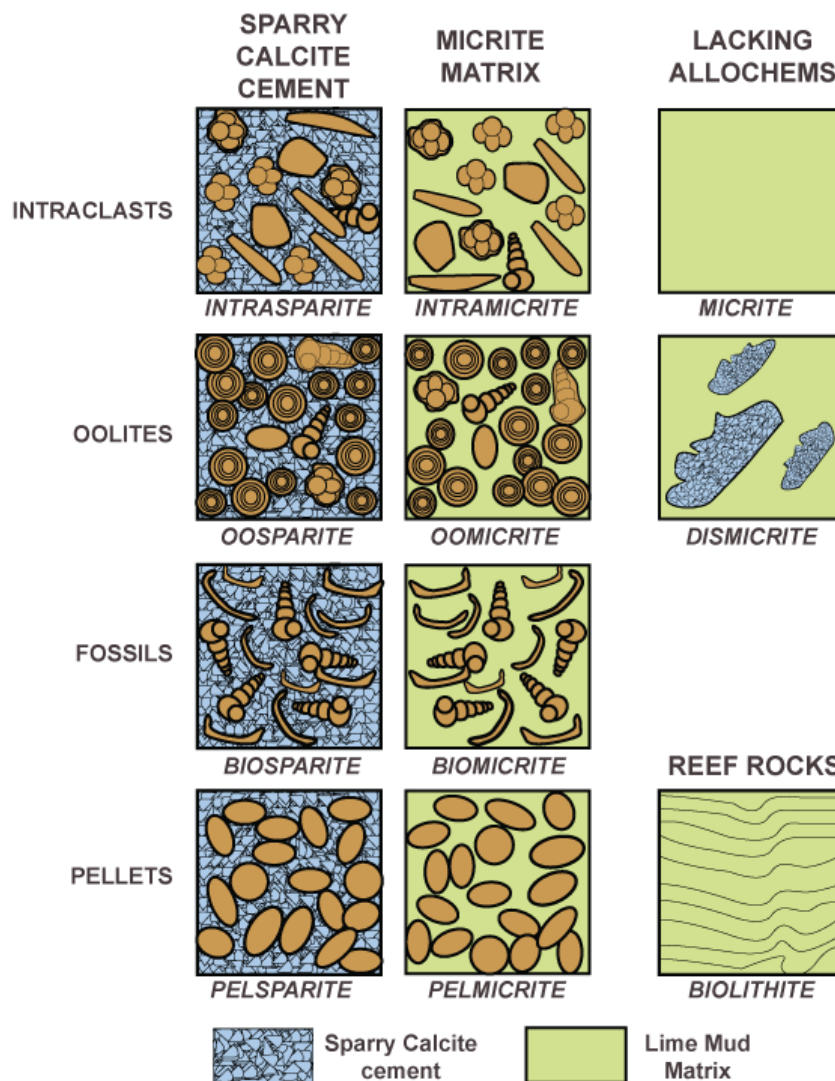 SPARRY
CALCITE
CEMENT
MICRITE
MATRIX
LACKING
ALLOCHEMS
INTRACLASTS
INTRASPARITE
INTRAMICRITE
MICRITE
OOLITES
OOSPARITE
OOMICRITE
DISMICRITE
FOSSILS
BIOSPARITE
BIOMICRITE
REEF ROCKS
PELLETS
PELSPARITE
PELMICRITE
BIOLITHITE
Sparry Calcite
cement
Lime Mud
Matrix